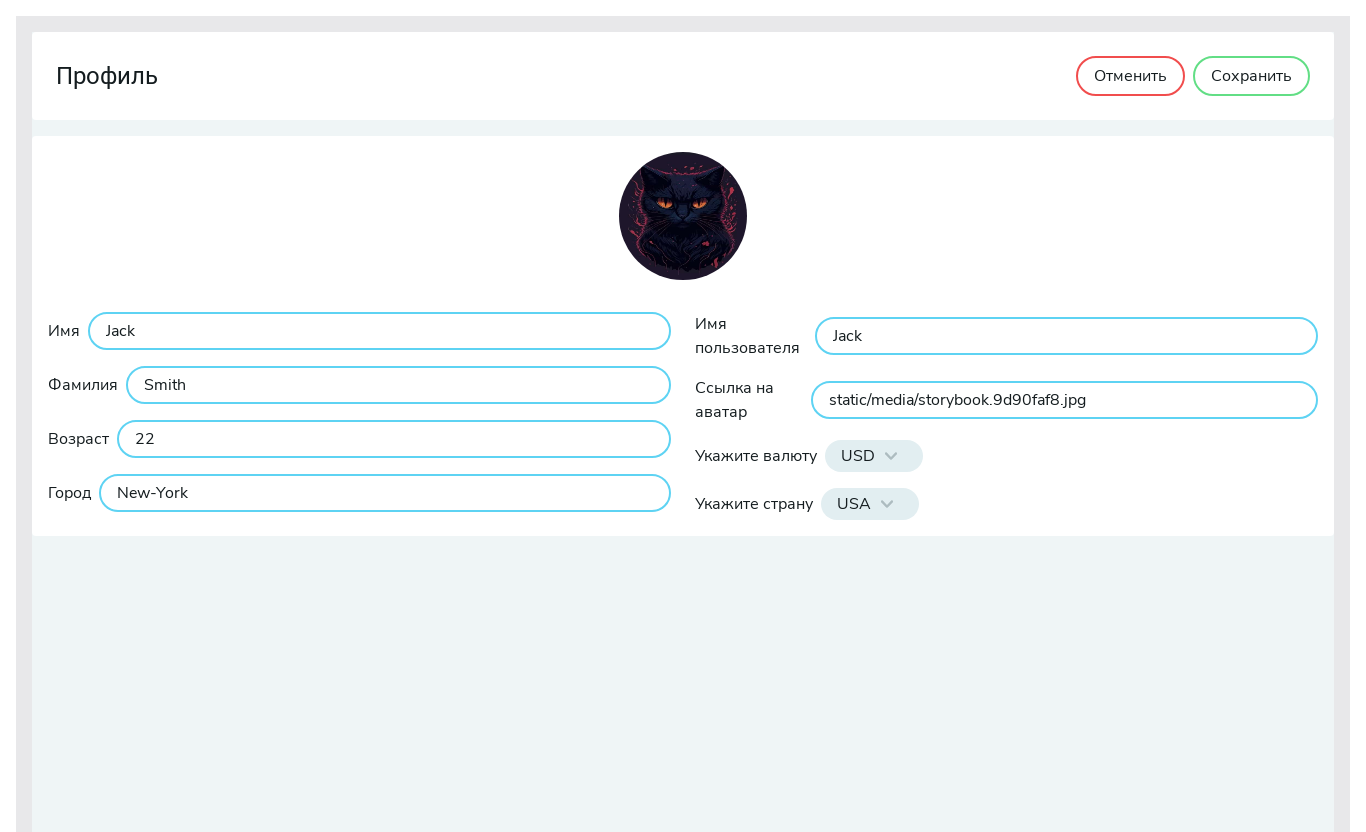 Профиль
Отменить
Сохранить
Имя
Jack
Фамилия
Smith
Возраст
22
Город
New-York
Имя
пользователя
Jack
Ссылка на
аватар
static/media/storybook.9d90faf8.jpg
Укажите валюту
USD
Укажите страну
USA